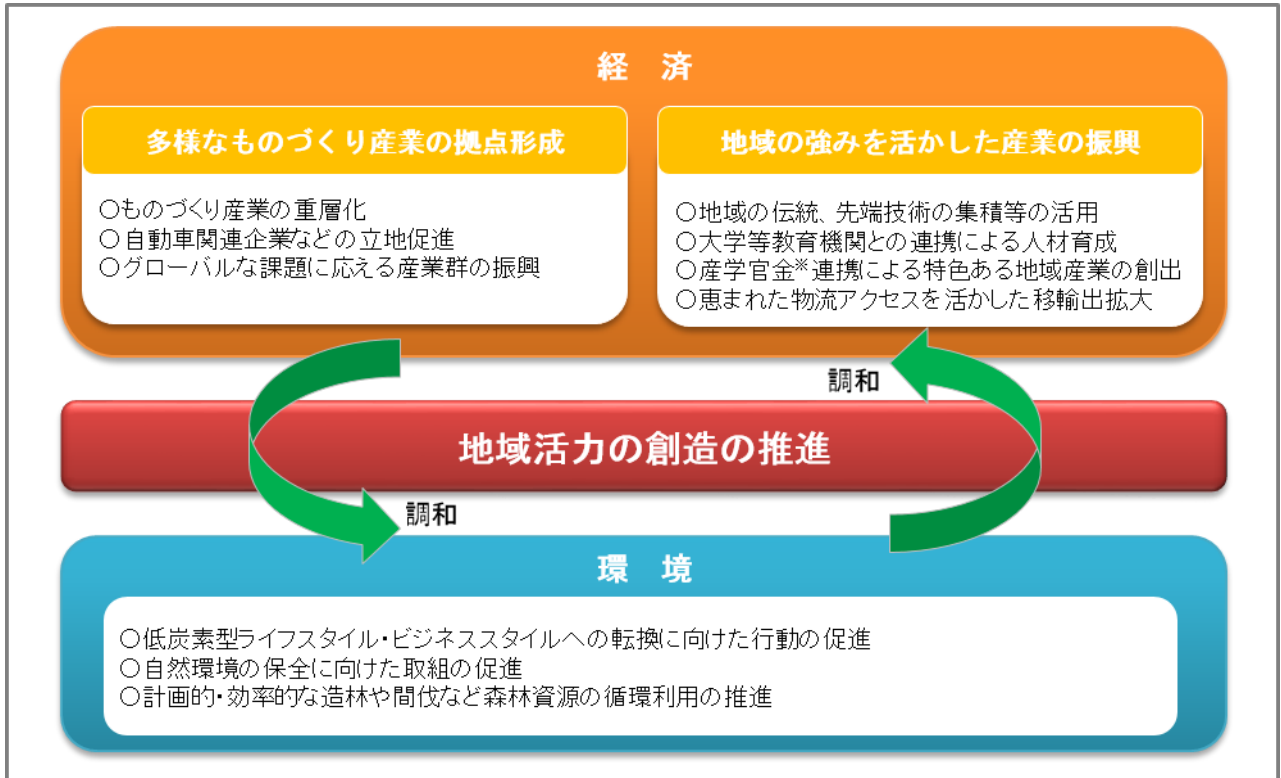 経　済
多様なものづくり産業の拠点形成
○ものづくり産業の重層化
○自動車関連企業などの立地促進
○グローバルな課題に応える産業群の振興
地域の強みを活かした産業の振興
○地域の伝統、先端技術の集積等の活用
○大学等教育機関との連携による人材育成
○産学官金※連携による特色ある地域産業の創出
○恵まれた物流アクセスを活かした移輸出拡大
調和
地域活力の創造の推進
調和
環　境
○低炭素型ライフスタイル・ビジネススタイルへの転換に向けた行動の促進
○自然環境の保全に向けた取組の促進
○計画的・効率的な造林や間伐など森林資源の循環利用の推進